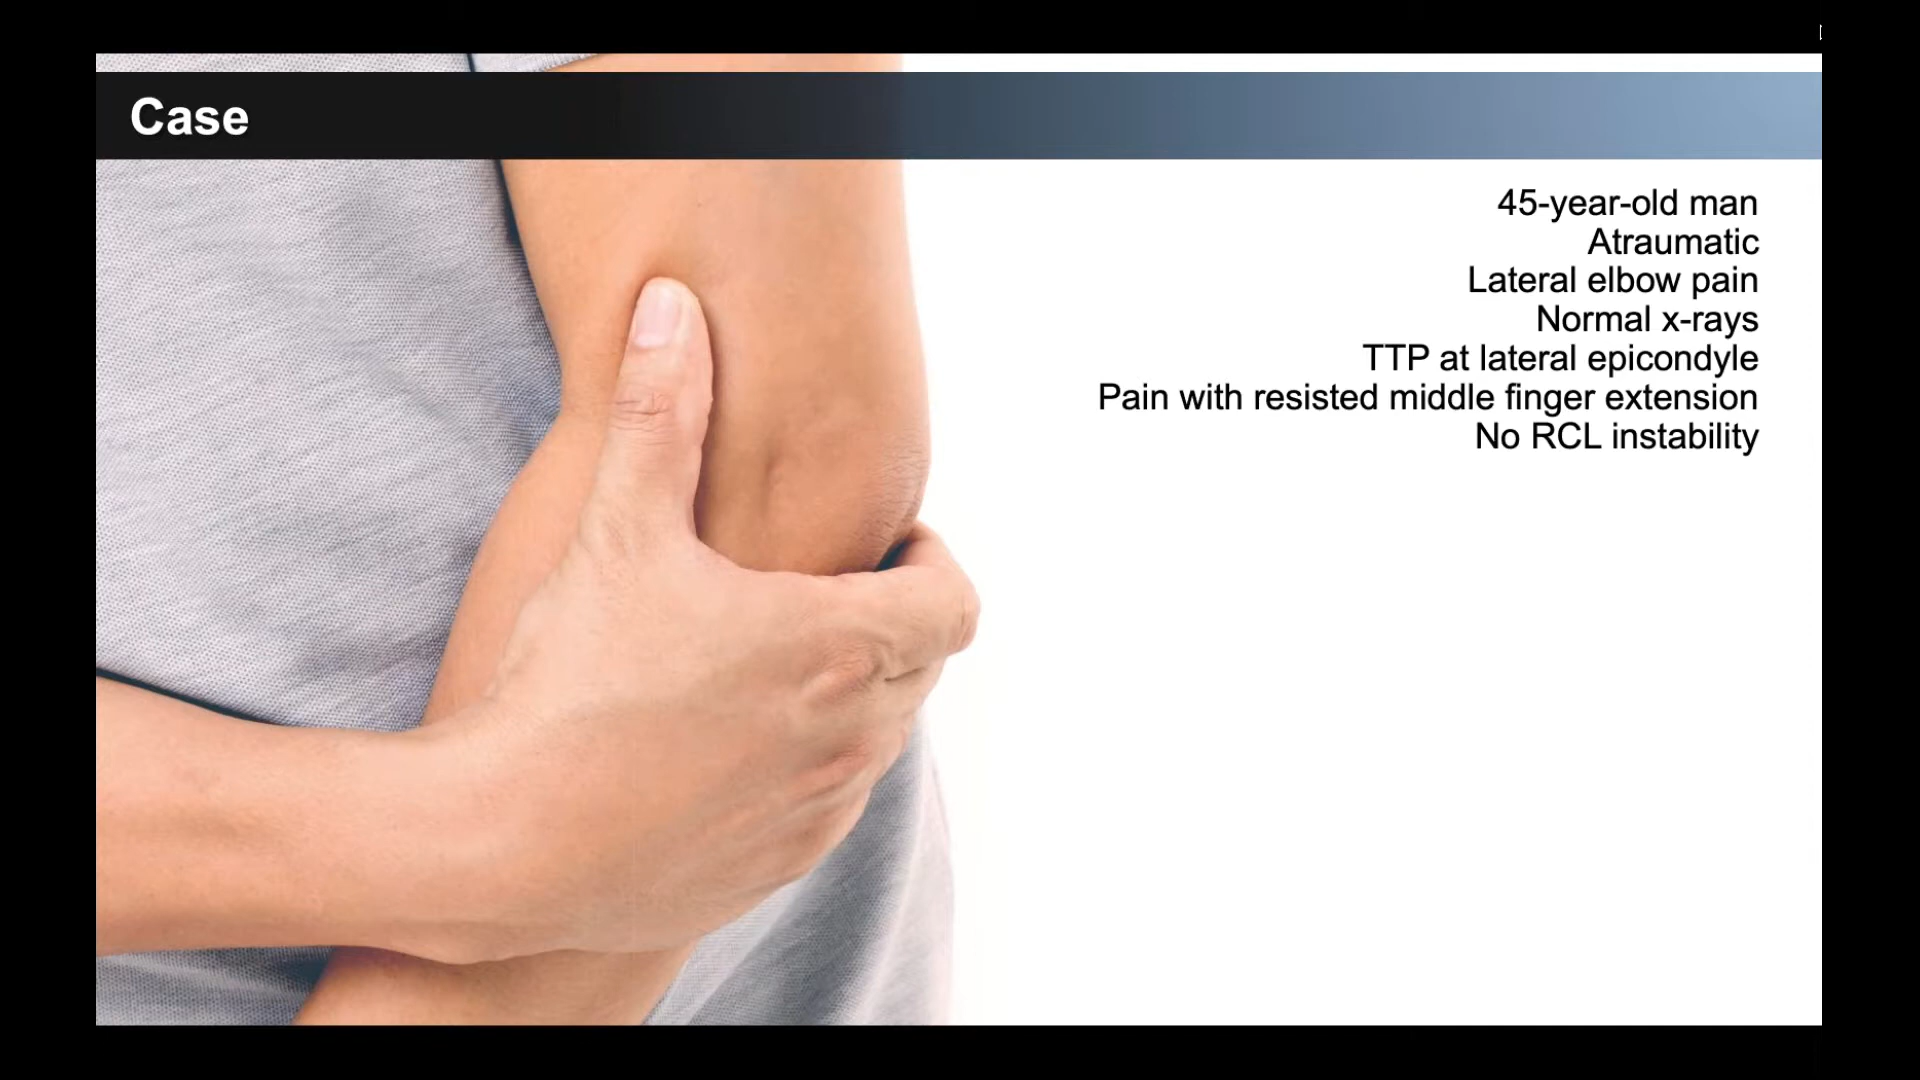 Case
45-year-old man
Atraumatic
Lateral elbow pain
Normal x-rays
TTP at lateral epicondyle
Pain with resisted middle finger extension
No RCL instability